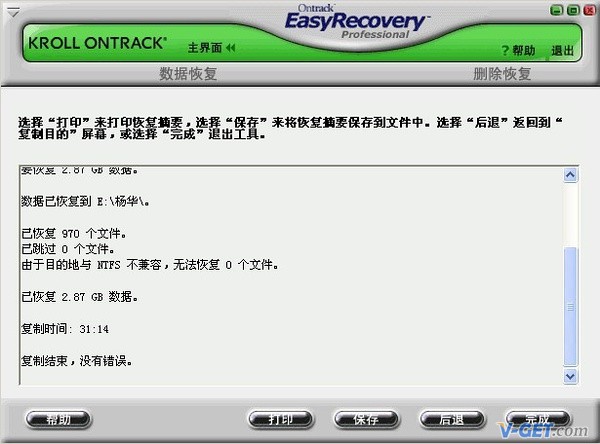 Ontrack®
EasyRecovery™
Professional
KROLL ONTRACK®
主界面
? 帮助
退出
数据恢复
删除恢复
选择“打印”来打印恢复摘要，选择“保存”来将恢复摘要保存到文件中。选择“后退”返回到“
复制目的”屏幕，或选择“完成”退出工具。
要恢复 2.87 GB 数据。
数据已恢复到 E:\杨华\。
已恢复 970 个文件。
已跳过 0 个文件。
由于目的地与 NTFS 不兼容，无法恢复 0 个文件。
已恢复 2.87 GB 数据。
复制时间: 31:14
复制结束，没有错误。
帮助
打印
保存
后退
完成
V-GET.com